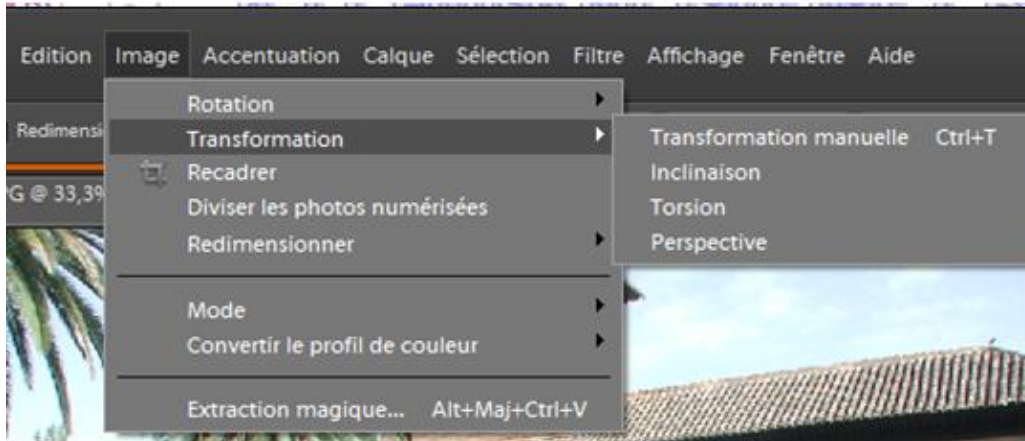 Edition Image Accentuation Calque Sélection Filtre Affichage Fenêtre Aide
Redimensi
G @ 33,39
Rotation
Transformation
Recadrer
Diviser les photos numérisées
Redimensionner
Mode
Convertir le profil de couleur
Extraction magique... Alt+Maj+Ctrl+V
Transformation manuelle Ctrl+T
Inclinaison
Torsion
Perspective